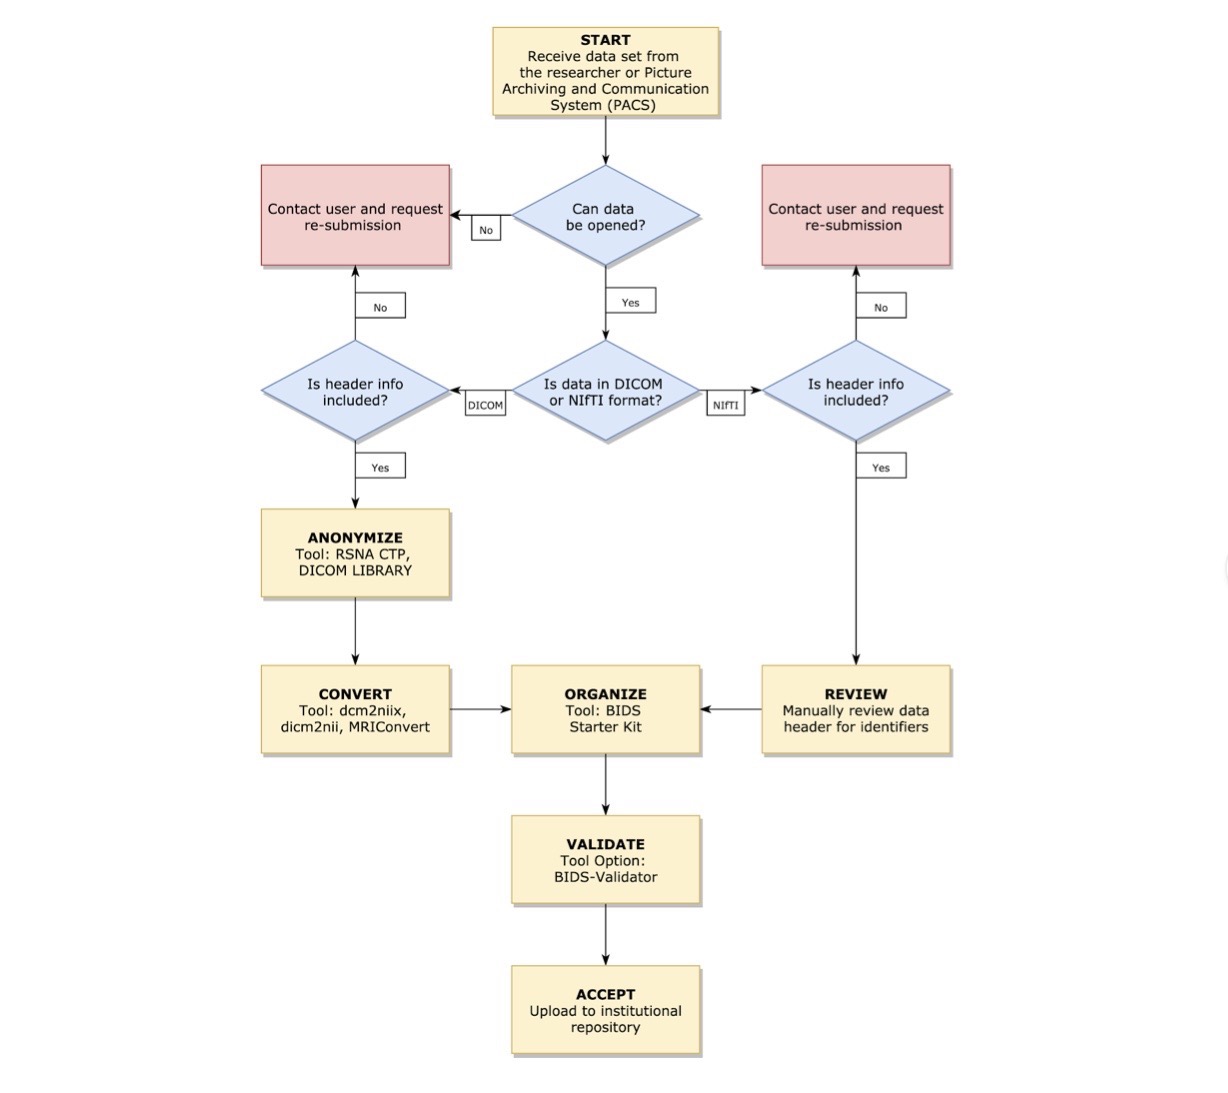 START
Receive data set from
the researcher or Picture
Archiving and Communication
System (PACS)
Contact user and request
re-submission
No
Can data
be opened?
Contact user and request
re-submission
No
Yes
No
Is header info
included?
DICOM
Is data in DICOM
or NIfTI format?
NIfTI
Is header info
included?
Yes
Yes
ANONYMIZE
Tool: RSNA CTP,
DICOM LIBRARY
CONVERT
Tool: dcm2niix,
dicm2nii, MRIConvert
ORGANIZE
Tool: BIDS
Starter Kit
REVIEW
Manually review data
header for identifiers
VALIDATE
Tool Option:
BIDS-Validator
ACCEPT
Upload to institutional
repository